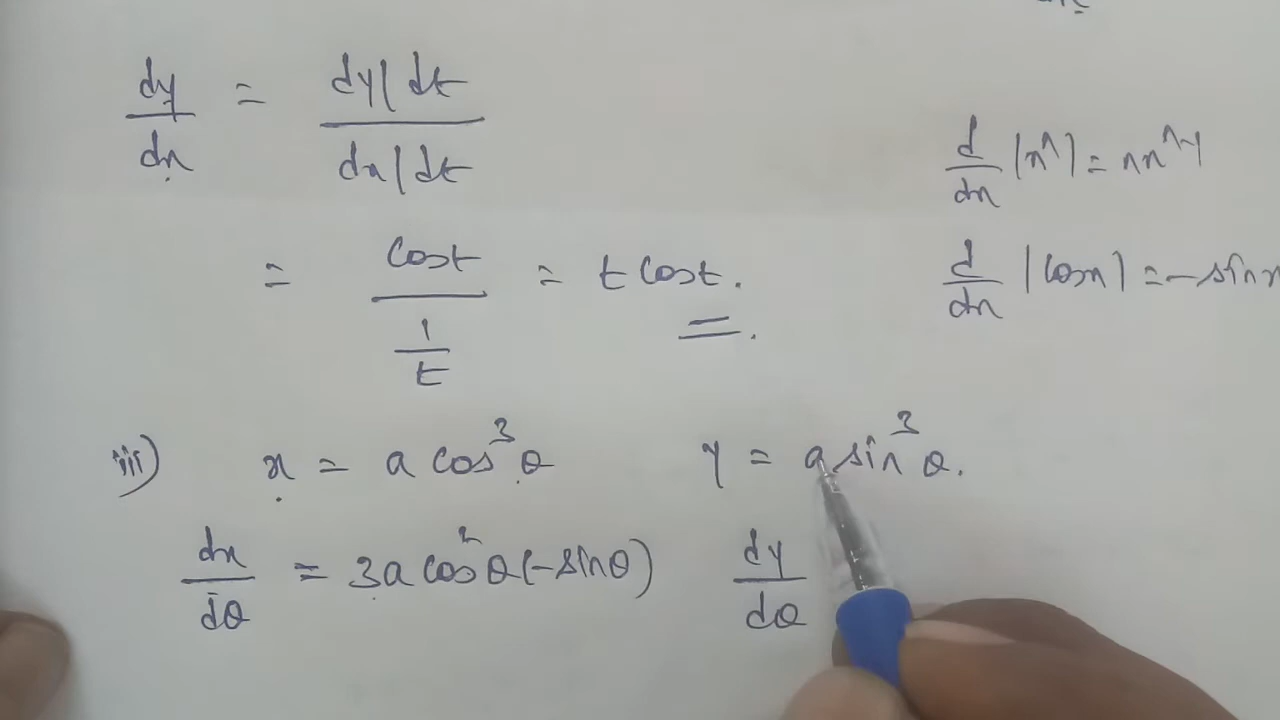 dy/dx = (dy/dt)/(dx/dt)
d/dx (x^n) = nx^n-1
= cost/(1/t) = t cost.
d/dx (cosx) = -sinx
iii) x = a cos³θ y = a sin³θ.
dx/dθ = 3a cos²θ(-sinθ) dy/dθ